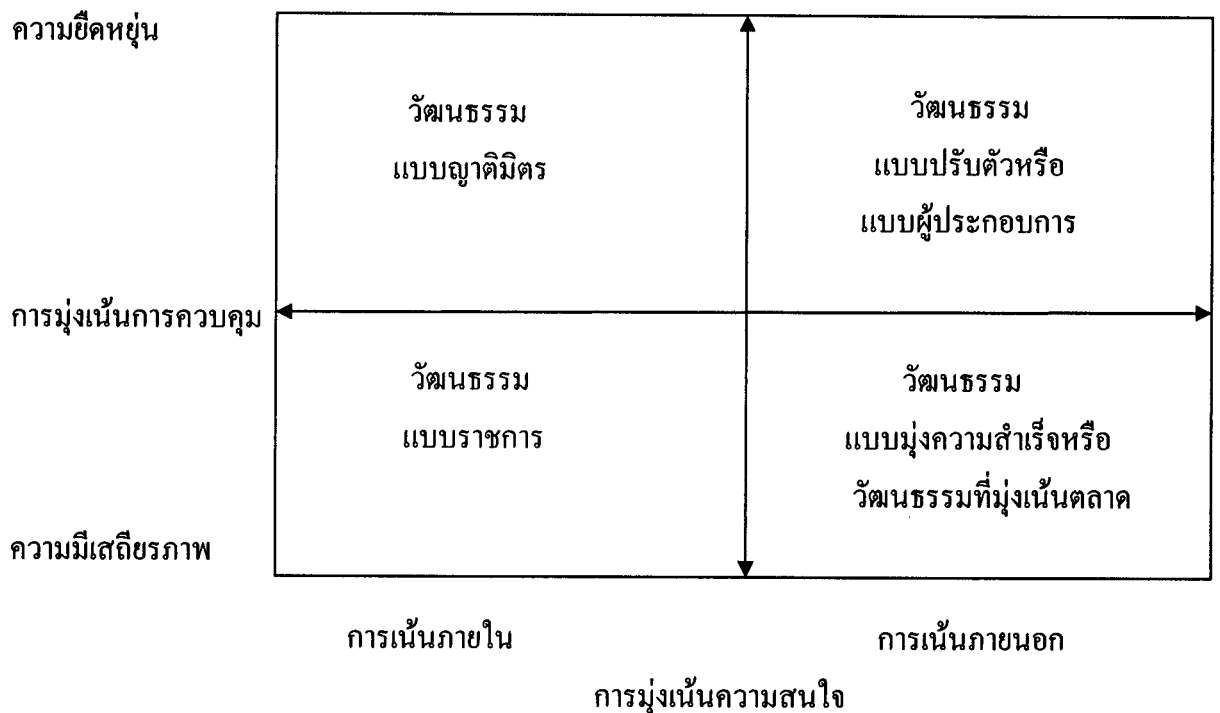 ความยืดหยุ่น
วัฒนธรรม
แบบญาติมิตร
วัฒนธรรม
แบบปรับตัวหรือ
แบบผู้ประกอบการ
การมุ่งเน้นการควบคุม
วัฒนธรรม
แบบราชการ
วัฒนธรรม
แบบมุ่งความสำเร็จหรือ
วัฒนธรรมที่มุ่งเน้นตลาด
ความมีเสถียรภาพ
การเน้นภายใน
การเน้นภายนอก
การมุ่งเน้นความสนใจ